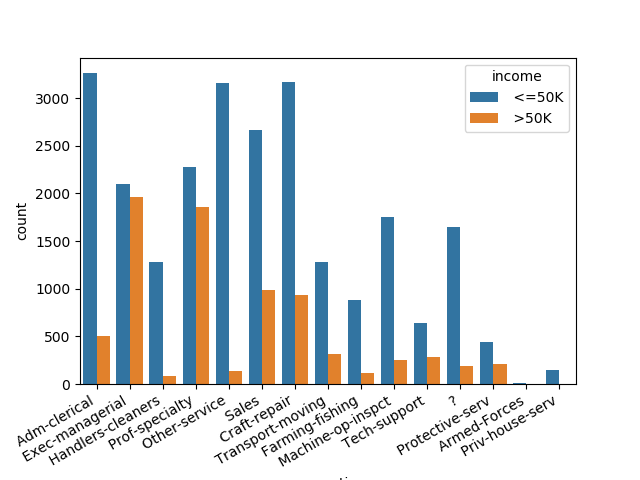 income
<=50K
>50K
count
3000
2500
2000
1500
1000
500
0
Adm-clerical
Exec-managerial
Handlers-cleaners
Prof-specialty
Other-service
Sales
Craft-repair
Transport-moving
Farming-fishing
Machine-op-inspct
Tech-support
?
Protective-serv
Armed-Forces
Priv-house-serv